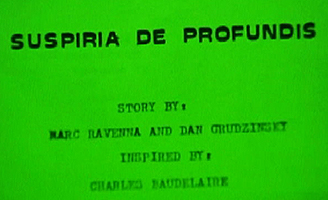 SUSPIRIA DE PROFUNDIS
STORY BY:
MARC RAVENNA AND DAN GRUDZINSKY
INSPIRED BY:
CHARLES BAUDELAIRE